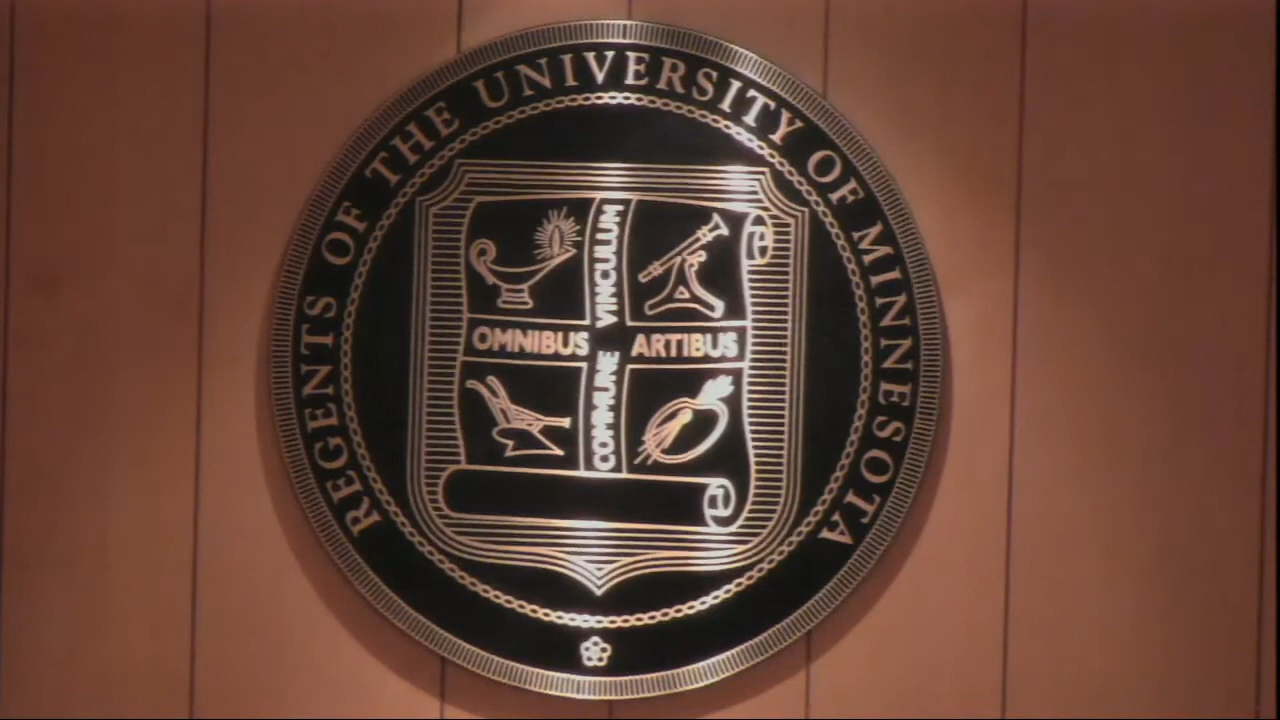 REGENTS OF THE UNIVERSITY OF MINNESOTA
COMMUNE VINCULUM
OMNIBUS ARTIBUS